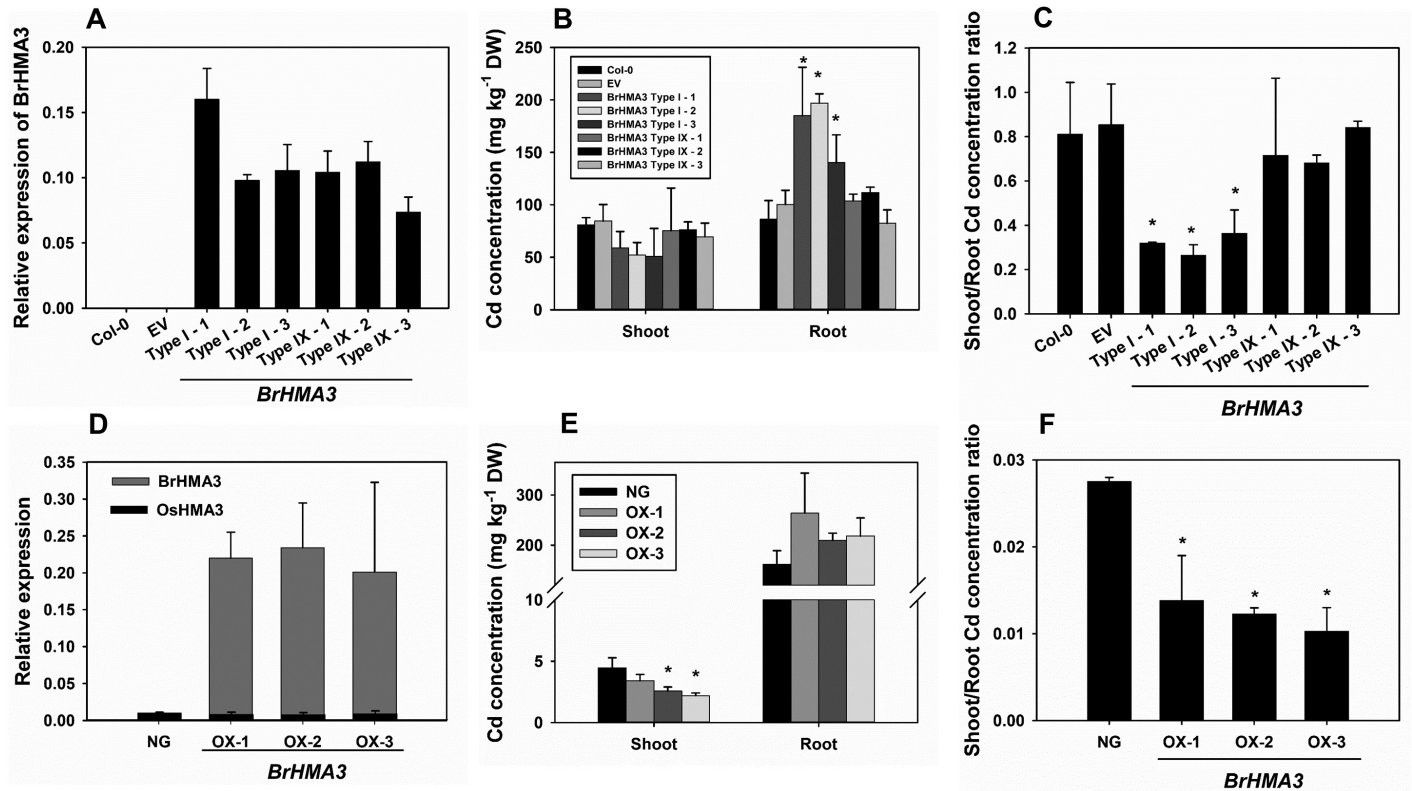 A
Relative expression of BrHMA3
0.20
0.15
0.10
0.05
0.00
Col-0
EV
Type I - 1
Type I - 2
Type I - 3
Type IX - 1
Type IX - 2
Type IX - 3
BrHMA3
B
Cd concentration (mg kg-1 DW)
250
200
150
100
50
0
Col-0
EV
BrHMA3 Type I - 1
BrHMA3 Type I - 2
BrHMA3 Type I - 3
BrHMA3 Type IX - 1
BrHMA3 Type IX - 2
BrHMA3 Type IX - 3
* * *
Shoot Root
C
Shoot/Root Cd concentration ratio
1.2
1.0
0.8
0.6
0.4
0.2
0.0
* * *
Col-0
EV
Type I - 1
Type I - 2
Type I - 3
Type IX - 1
Type IX - 2
Type IX - 3
BrHMA3
D
Relative expression
0.35
0.30
0.25
0.20
0.15
0.10
0.05
0.00
BrHMA3
OsHMA3
NG OX-1 OX-2 OX-3
BrHMA3
E
Cd concentration (mg kg-1 DW)
300
200
10
5
0
NG
OX-1
OX-2
OX-3
* *
Shoot Root
F
Shoot/Root Cd concentration ratio
0.03
0.02
0.01
0.00
* * *
NG OX-1 OX-2 OX-3
BrHMA3